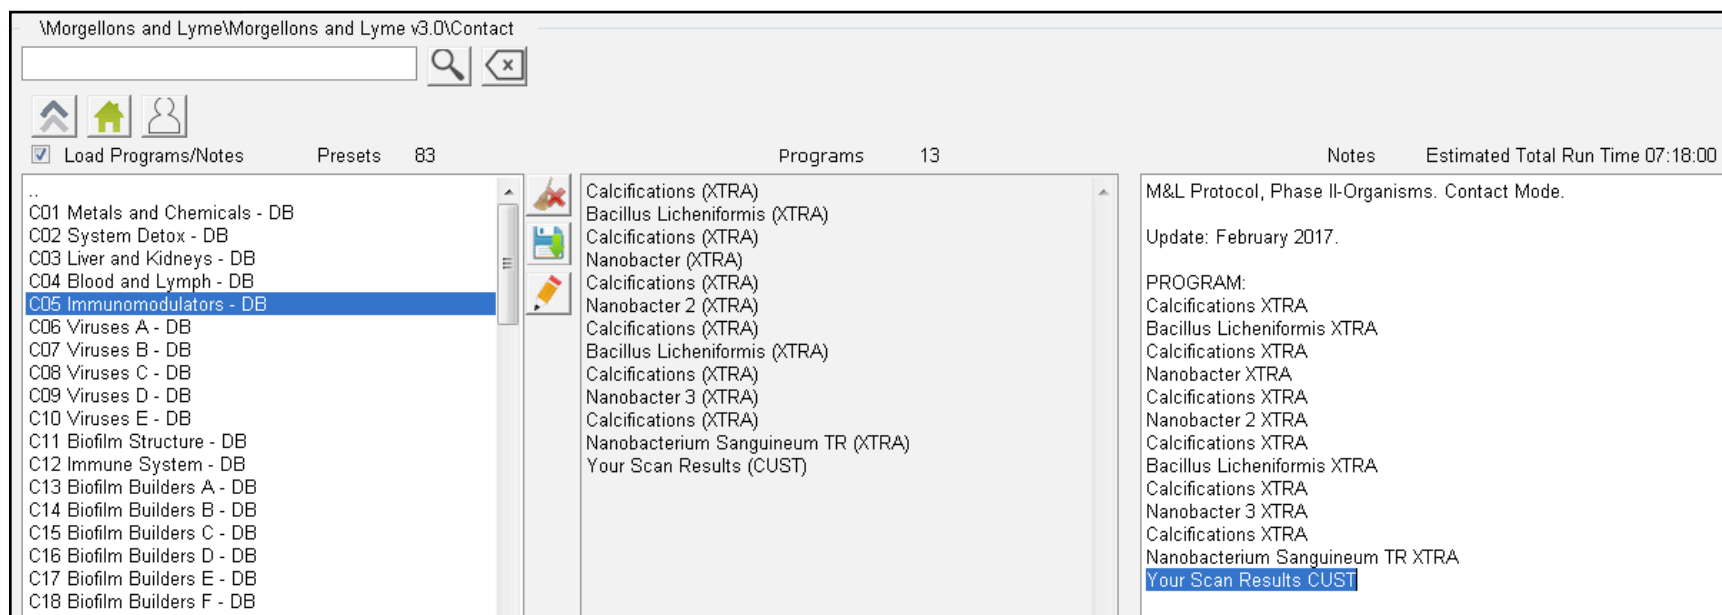 \Morgellons and Lyme\Morgellons and Lyme v3.0\Contact
Load Programs/Notes Presets 83 Programs 13 Notes Estimated Total Run Time 07:18:00
..
C01 Metals and Chemicals - DB
C02 System Detox - DB
C03 Liver and Kidneys - DB
C04 Blood and Lymph - DB
C05 Immunomodulators - DB
C06 Viruses A - DB
C07 Viruses B - DB
C08 Viruses C - DB
C09 Viruses D - DB
C10 Viruses E - DB
C11 Biofilm Structure - DB
C12 Immune System - DB
C13 Biofilm Builders A - DB
C14 Biofilm Builders B - DB
C15 Biofilm Builders C - DB
C16 Biofilm Builders D - DB
C17 Biofilm Builders E - DB
C18 Biofilm Builders F - DB
Calcifications (XTRA)
Bacillus Licheniformis (XTRA)
Calcifications (XTRA)
Nanobacter (XTRA)
Calcifications (XTRA)
Nanobacter 2 (XTRA)
Calcifications (XTRA)
Bacillus Licheniformis (XTRA)
Calcifications (XTRA)
Nanobacter 3 (XTRA)
Calcifications (XTRA)
Nanobacterium Sanguineum TR (XTRA)
Your Scan Results (CUST)
M&L Protocol, Phase II-Organisms. Contact Mode.
Update: February 2017.
PROGRAM:
Calcifications XTRA
Bacillus Licheniformis XTRA
Calcifications XTRA
Nanobacter XTRA
Calcifications XTRA
Nanobacter 2 XTRA
Calcifications XTRA
Bacillus Licheniformis XTRA
Calcifications XTRA
Nanobacter 3 XTRA
Calcifications XTRA
Nanobacterium Sanguineum TR XTRA
Your Scan Results CUST